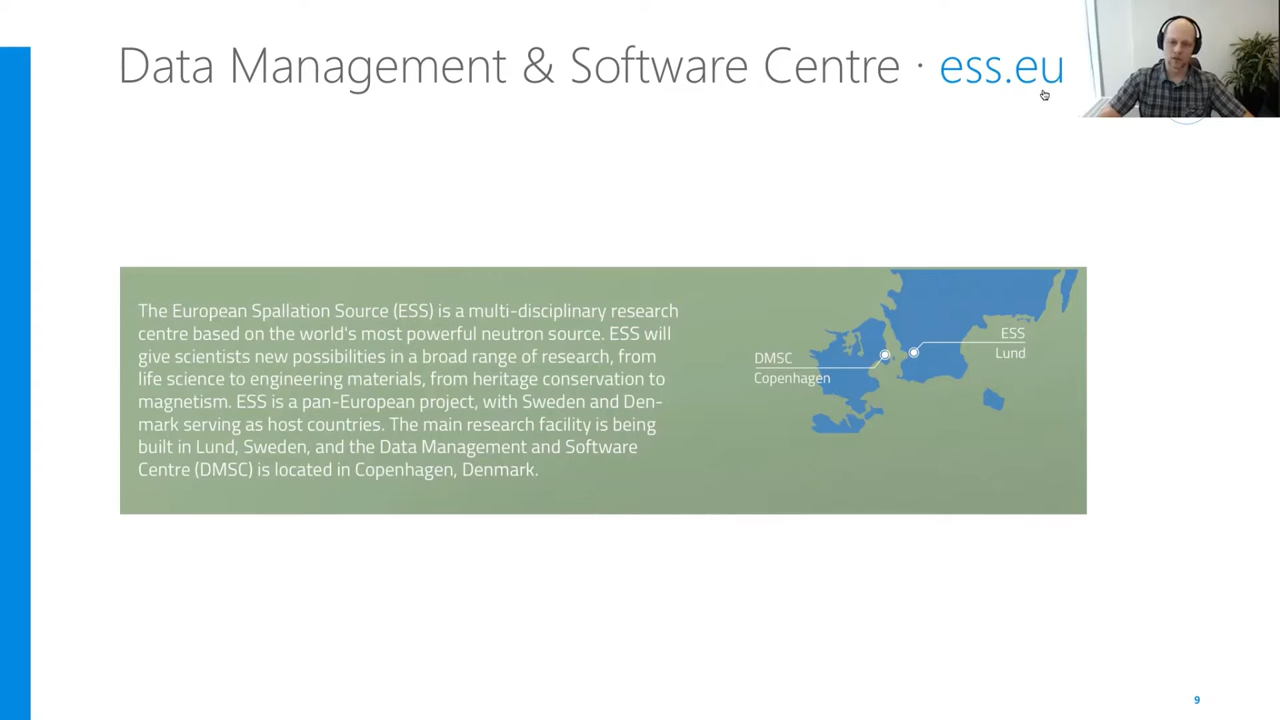 Data Management & Software Centre · ess.eu
The European Spallation Source (ESS) is a multi-disciplinary research
centre based on the world's most powerful neutron source. ESS will
give scientists new possibilities in a broad range of research, from
life science to engineering materials, from heritage conservation to
magnetism. ESS is a pan-European project, with Sweden and Den-
mark serving as host countries. The main research facility is being
built in Lund, Sweden, and the Data Management and Software
Centre (DMSC) is located in Copenhagen, Denmark.
ESS
Lund
DMSC
Copenhagen
9